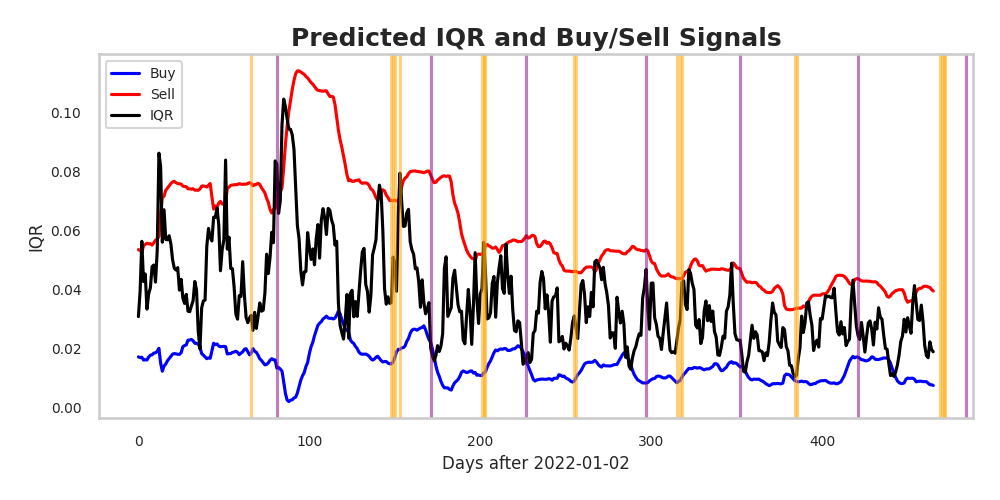 Predicted IQR and Buy/Sell Signals
Buy
Sell
IQR
IQR
0.10
0.08
0.06
0.04
0.02
0.00
0 100 200 300 400
Days after 2022-01-02